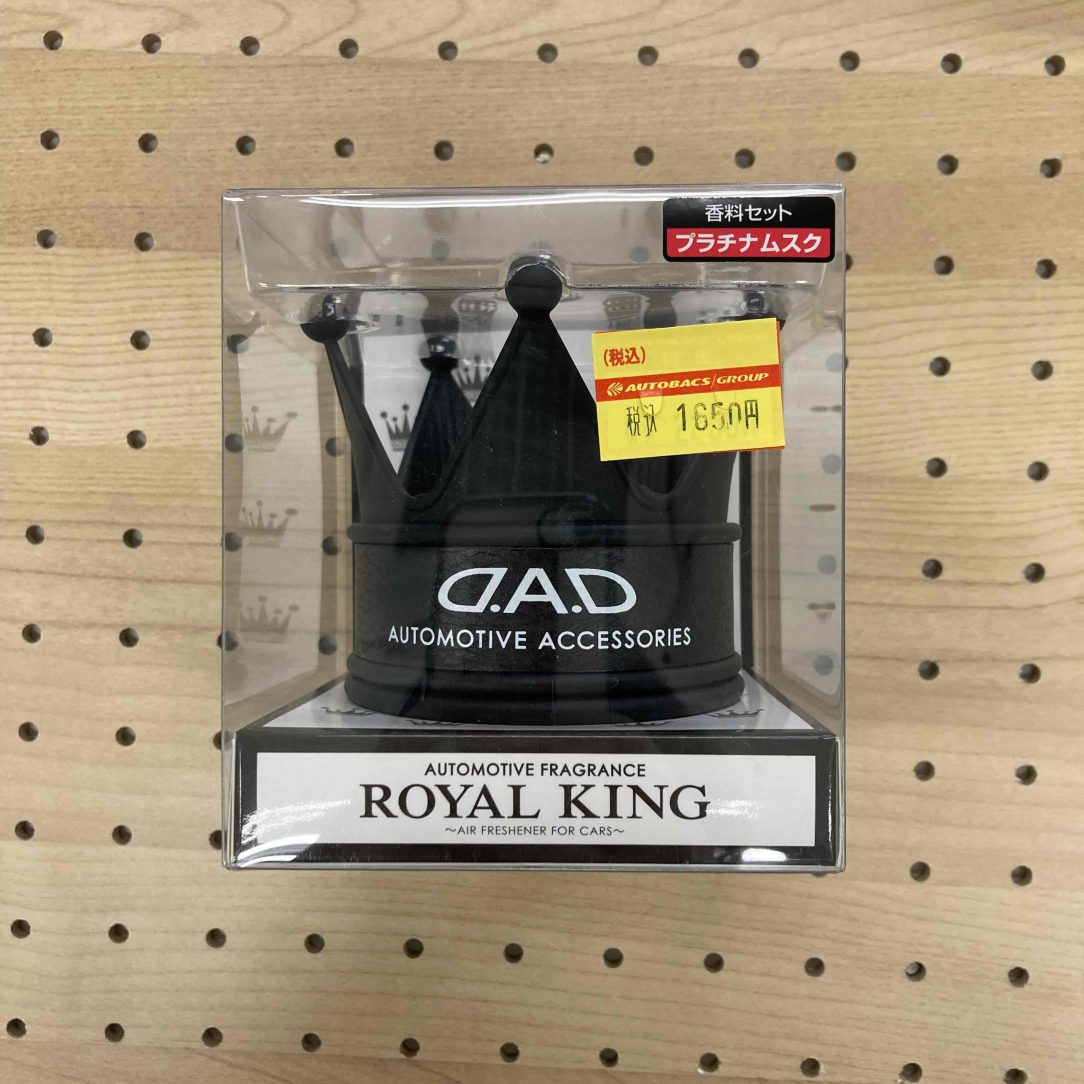 香料セット
プラチナムスク
(税込)
AUTOBACS/GROUP
税込 1650円
D.A.D
AUTOMOTIVE ACCESSORIES
AUTOMOTIVE FRAGRANCE
ROYAL KING
〜AIR FRESHENER FOR CARS〜